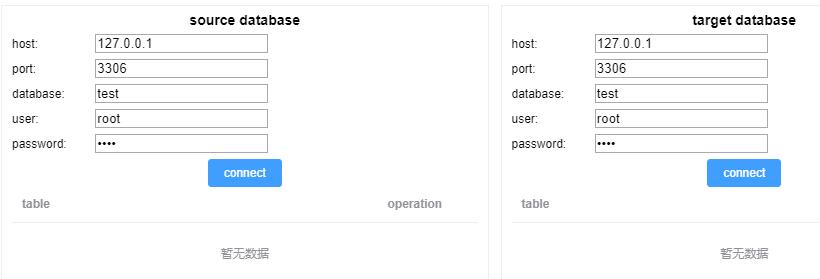 source database
host: 127.0.0.1
port: 3306
database: test
user: root
password: ••••
connect
table operation
暂无数据
target database
host: 127.0.0.1
port: 3306
database: test
user: root
password: ••••
connect
table
暂无数据